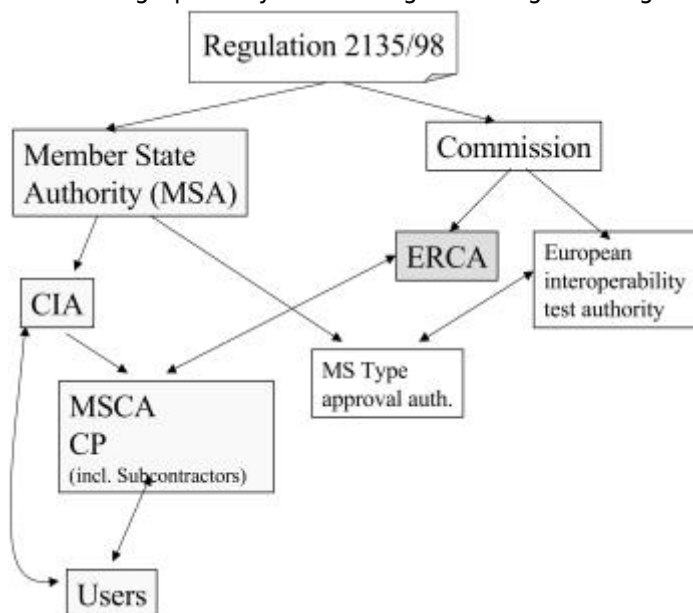 Regulation 2135/98
Member State
Authority (MSA)
Commission
ERCA
European
interoperability
test authority
CIA
MS Type
approval auth.
MSCA
CP
(incl. Subcontractors)
Users